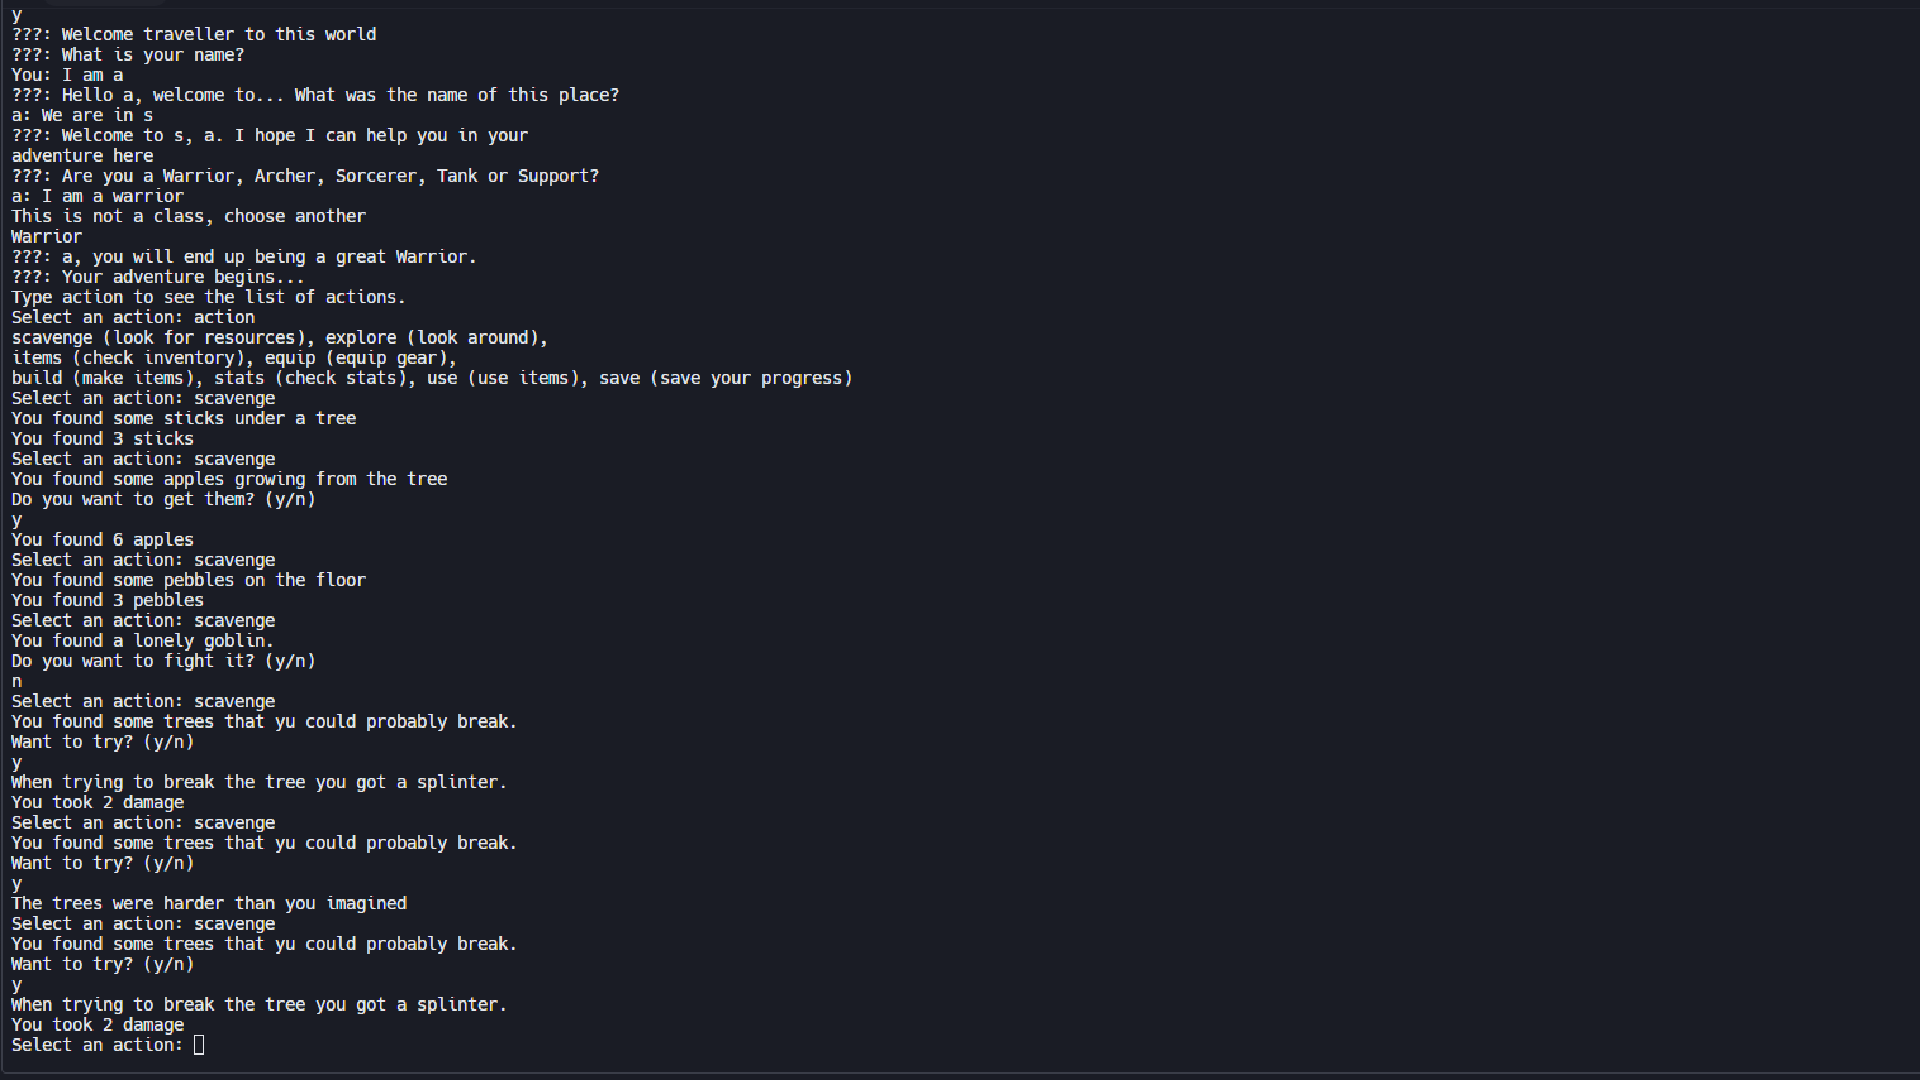 y
???: Welcome traveller to this world
???: What is your name?
You: I am a
???: Hello a, welcome to... What was the name of this place?
a: We are in s
???: Welcome to s, a. I hope I can help you in your
adventure here
???: Are you a Warrior, Archer, Sorcerer, Tank or Support?
a: I am a warrior
This is not a class, choose another
Warrior
???: a, you will end up being a great Warrior.
???: Your adventure begins...
Type action to see the list of actions.
Select an action: action
scavenge (look for resources), explore (look around),
items (check inventory), equip (equip gear),
build (make items), stats (check stats), use (use items), save (save your progress)
Select an action: scavenge
You found some sticks under a tree
You found 3 sticks
Select an action: scavenge
You found some apples growing from the tree
Do you want to get them? (y/n)
y
You found 6 apples
Select an action: scavenge
You found some pebbles on the floor
You found 3 pebbles
Select an action: scavenge
You found a lonely goblin.
Do you want to fight it? (y/n)
n
Select an action: scavenge
You found some trees that yu could probably break.
Want to try? (y/n)
y
When trying to break the tree you got a splinter.
You took 2 damage
Select an action: scavenge
You found some trees that yu could probably break.
Want to try? (y/n)
y
The trees were harder than you imagined
Select an action: scavenge
You found some trees that yu could probably break.
Want to try? (y/n)
y
When trying to break the tree you got a splinter.
You took 2 damage
Select an action: